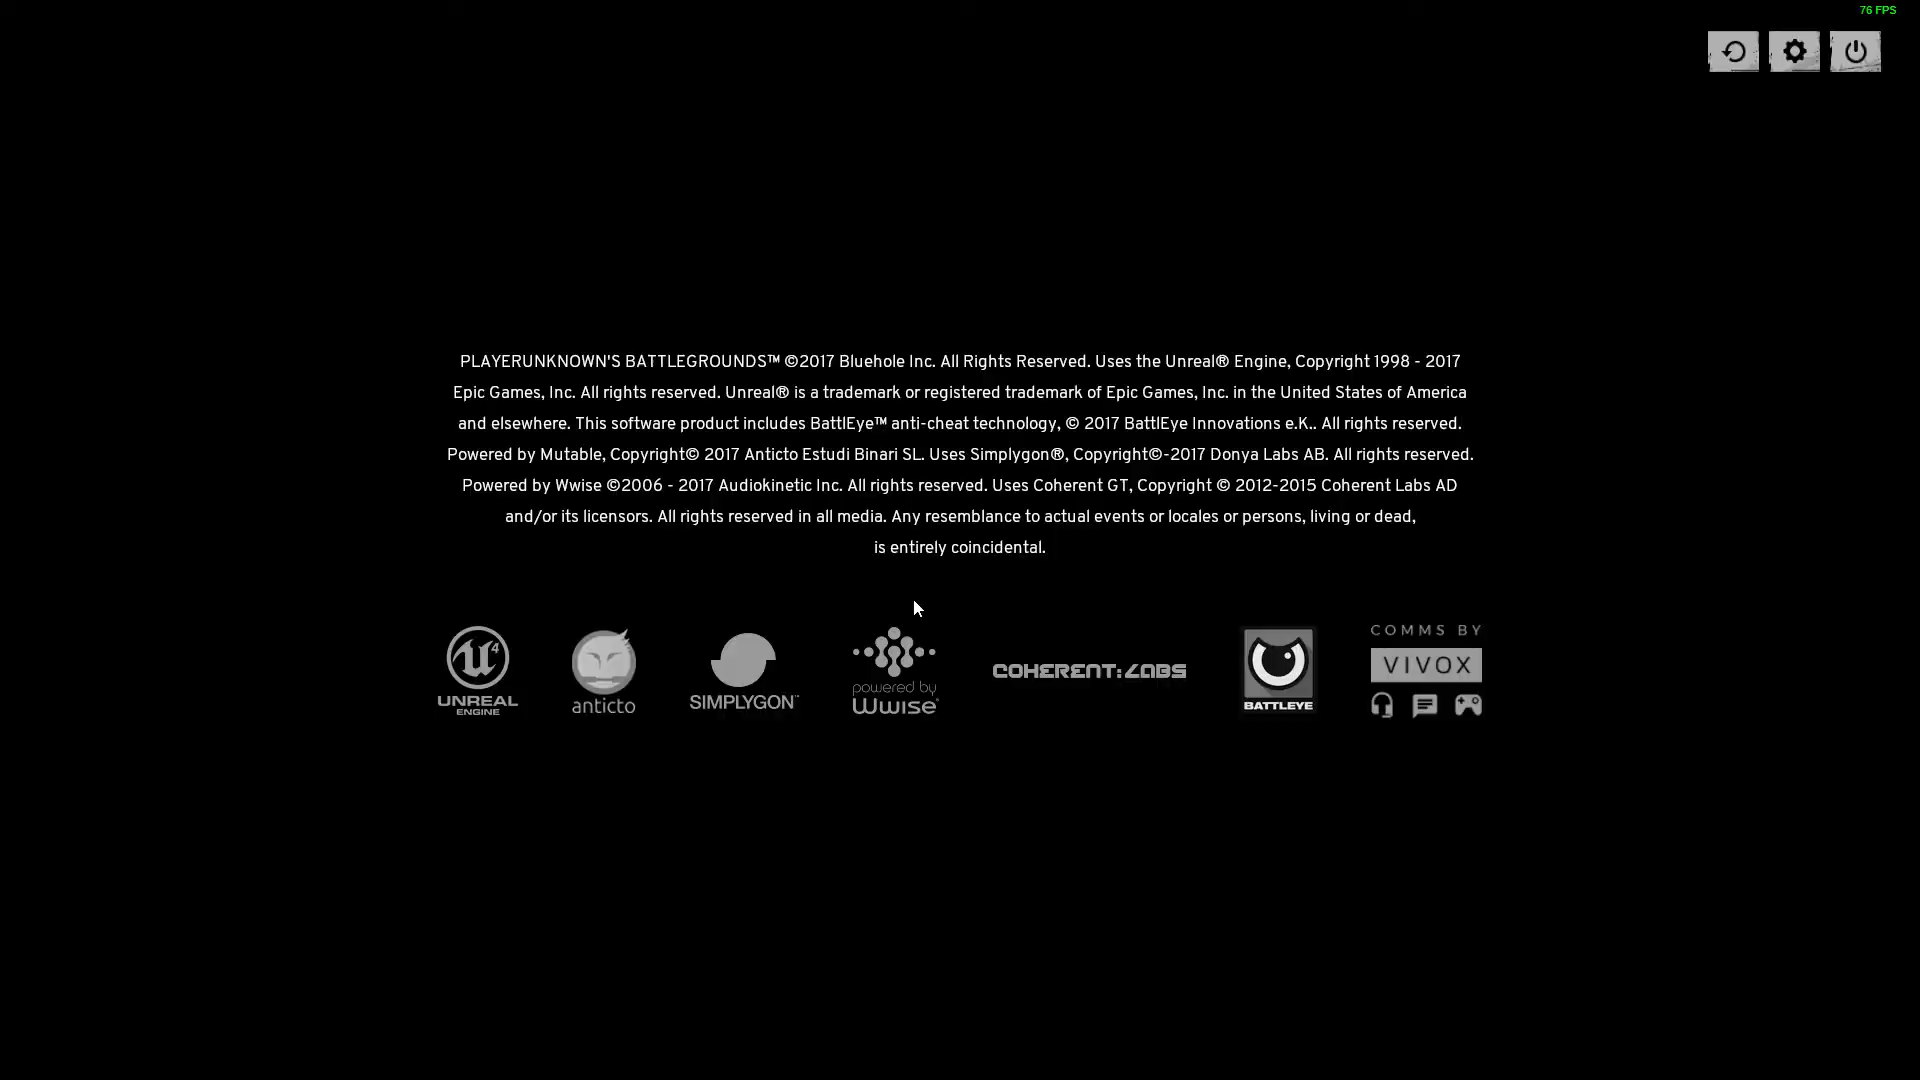 76 FPS
PLAYERUNKNOWN'S BATTLEGROUNDS™ ©2017 Bluehole Inc. All Rights Reserved. Uses the Unreal® Engine, Copyright 1998 - 2017
Epic Games, Inc. All rights reserved. Unreal® is a trademark or registered trademark of Epic Games, Inc. in the United States of America
and elsewhere. This software product includes BattlEye™ anti-cheat technology, © 2017 BattlEye Innovations e.K.. All rights reserved.
Powered by Mutable, Copyright© 2017 Anticto Estudi Binari SL. Uses Simplygon®, Copyright©-2017 Donya Labs AB. All rights reserved.
Powered by Wwise ©2006 - 2017 Audiokinetic Inc. All rights reserved. Uses Coherent GT, Copyright © 2012-2015 Coherent Labs AD
and/or its licensors. All rights reserved in all media. Any resemblance to actual events or locales or persons, living or dead,
is entirely coincidental.
U4
UNREAL
ENGINE
anticto
SIMPLYGON™
powered by
Wwise®
COHERENT:LABS
BATTLEYE
COMMS BY
VIVOX